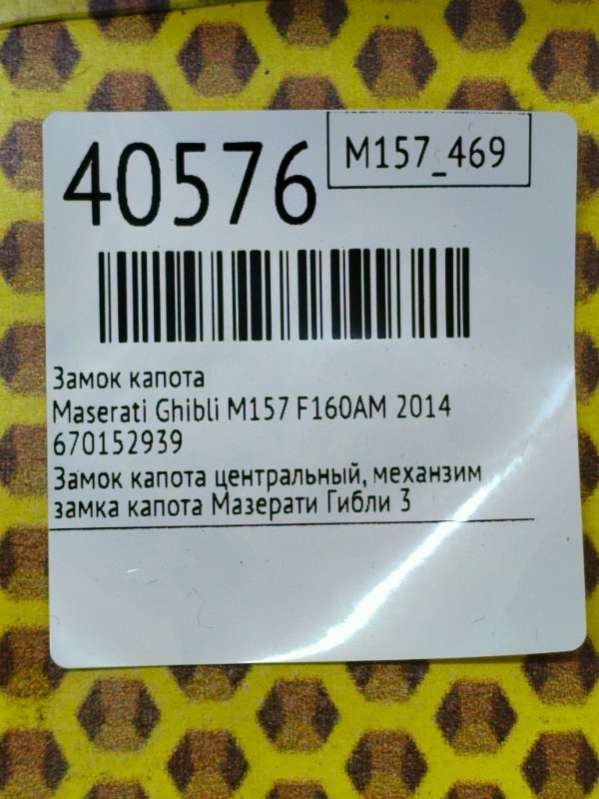 40576
M157_469
Замок капота
Maserati Ghibli M157 F160AM 2014
670152939
Замок капота центральный, механзим
замка капота Мазерати Гибли 3